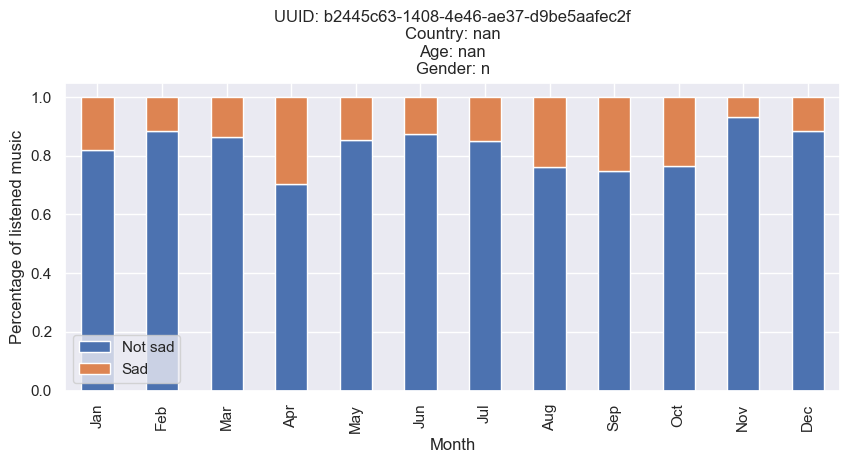 UUID: b2445c63-1408-4e46-ae37-d9be5aafec2f
Country: nan
Age: nan
Gender: n
Percentage of listened music
1.0
0.8
0.6
0.4
0.2
0.0
Not sad
Sad
Jan
Feb
Mar
Apr
May
Jun
Jul
Aug
Sep
Oct
Nov
Dec
Month